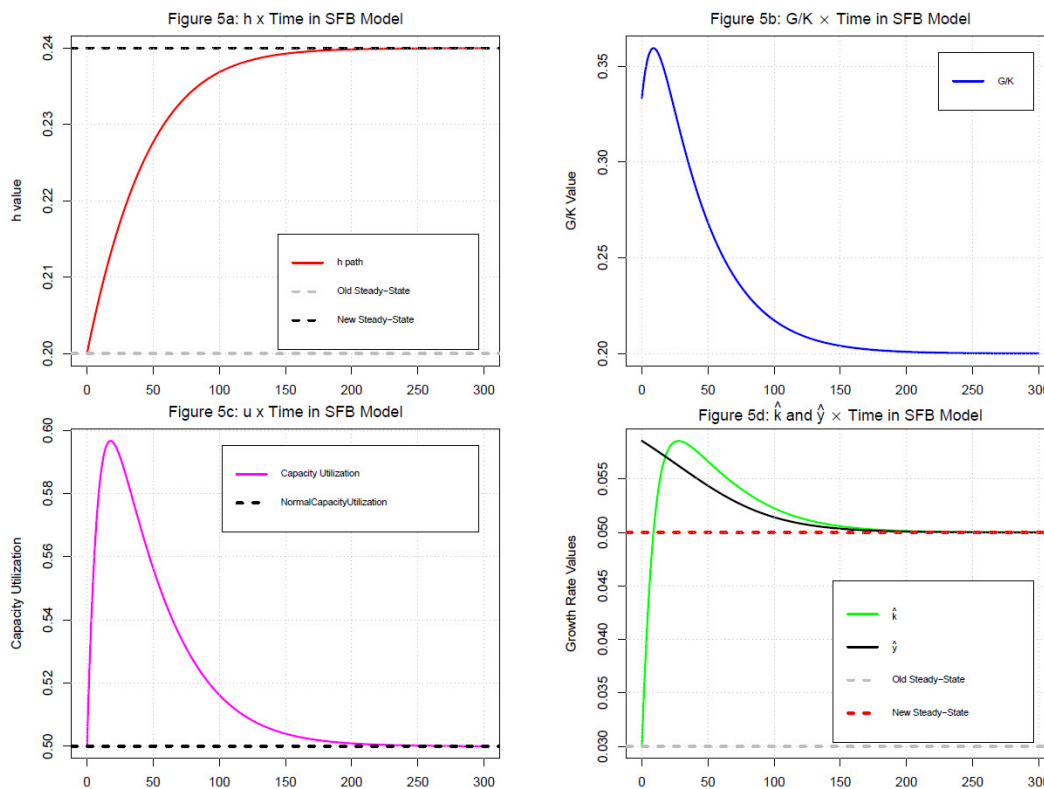 Figure 5a: h x Time in SFB Model
h value
0.20
0.21
0.22
0.23
0.24
h path
Old Steady−State
New Steady−State
0
50
100
150
200
250
300
Figure 5b: G/K × Time in SFB Model
G/K Value
0.20
0.25
0.30
0.35
G/K
0
50
100
150
200
250
300
Figure 5c: u x Time in SFB Model
Capacity Utilization
0.50
0.52
0.54
0.56
0.58
0.60
Capacity Utilization
NormalCapacityUtilization
0
50
100
150
200
250
300
Figure 5d: k̂ and ŷ × Time in SFB Model
Growth Rate Values
0.030
0.035
0.040
0.045
0.050
0.055
k̂
ŷ
Old Steady−State
New Steady−State
0
50
100
150
200
250
300